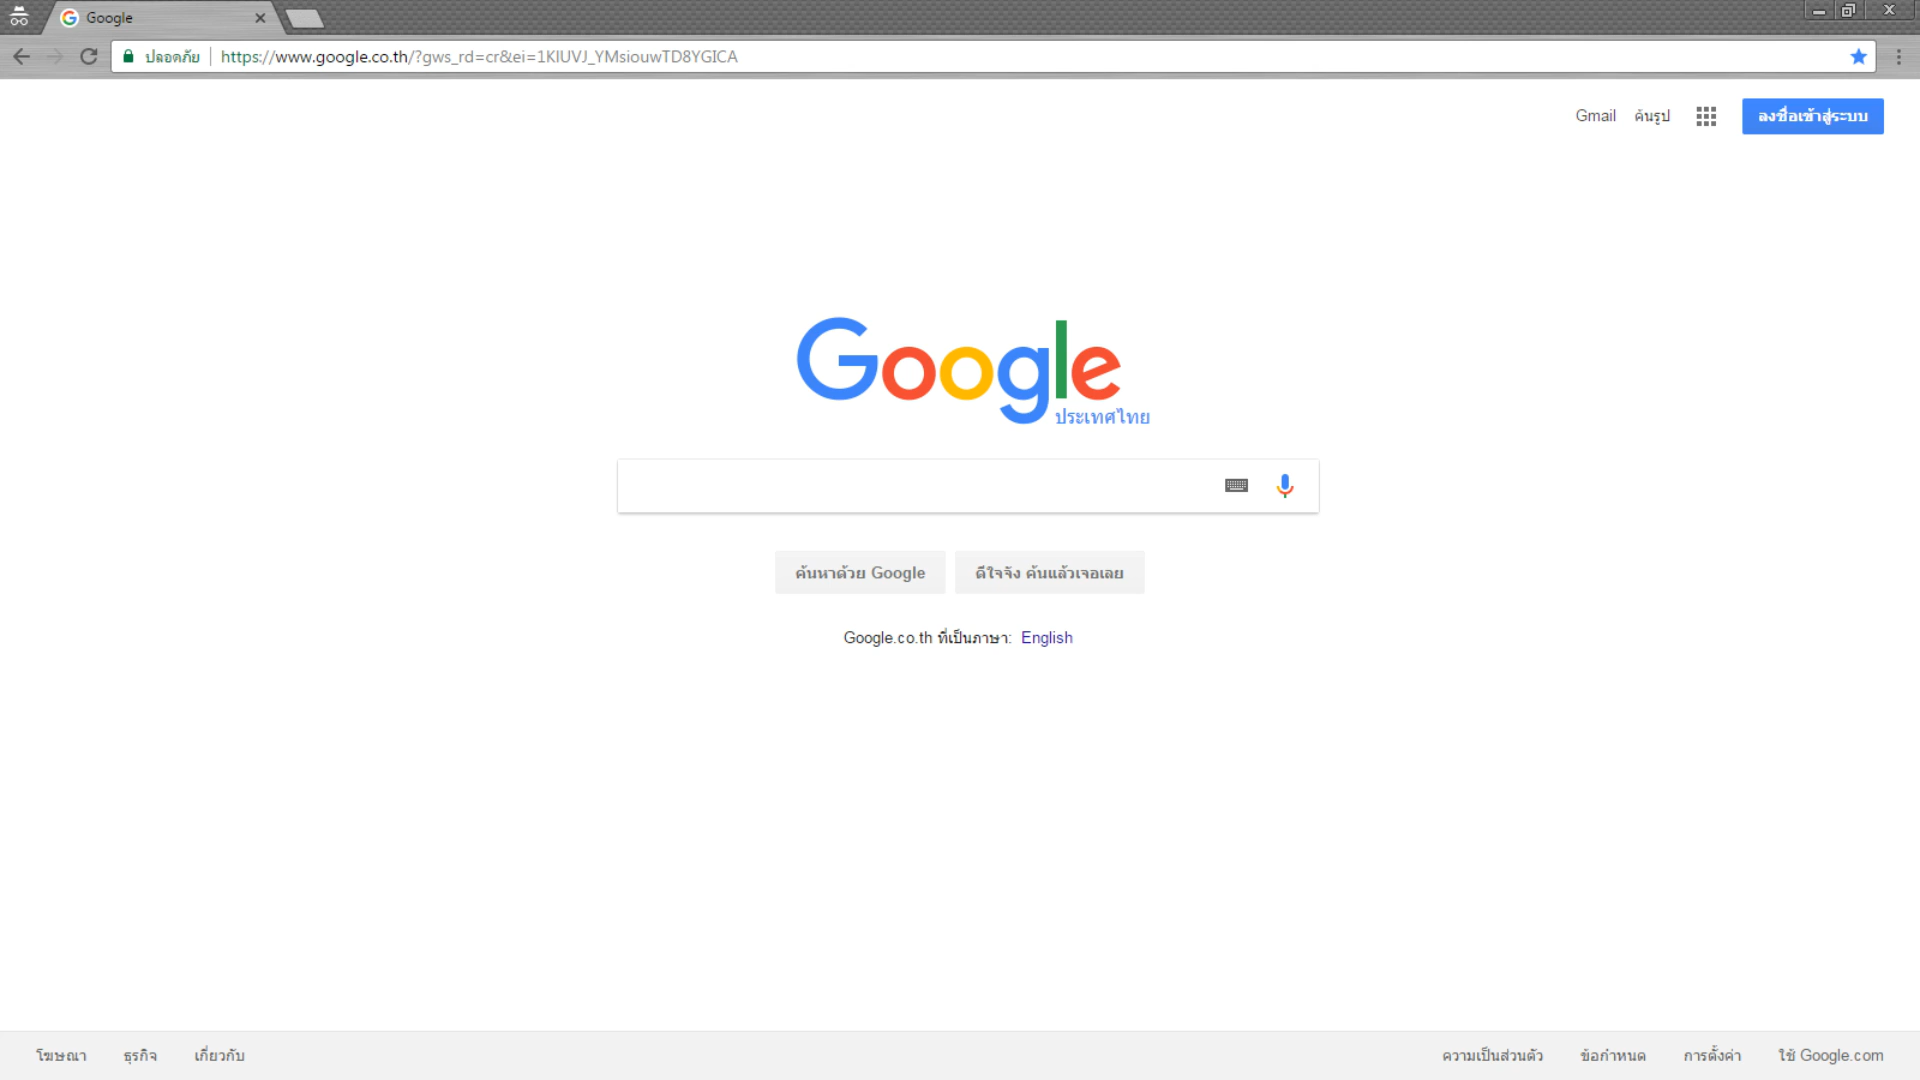 Google
ปลอดภัย https://www.google.co.th/?gws_rd=cr&ei=1KlUVJ_YMsiouwTD8YGICA
Gmail ค้นรูป ลงชื่อเข้าสู่ระบบ
Google
ประเทศไทย
ค้นหาด้วย Google ดีใจจัง ค้นแล้วเจอเลย
Google.co.th ที่เป็นภาษา: English
โฆษณา ธุรกิจ เกี่ยวกับ ความเป็นส่วนตัว ข้อกำหนด การตั้งค่า ใช้ Google.com